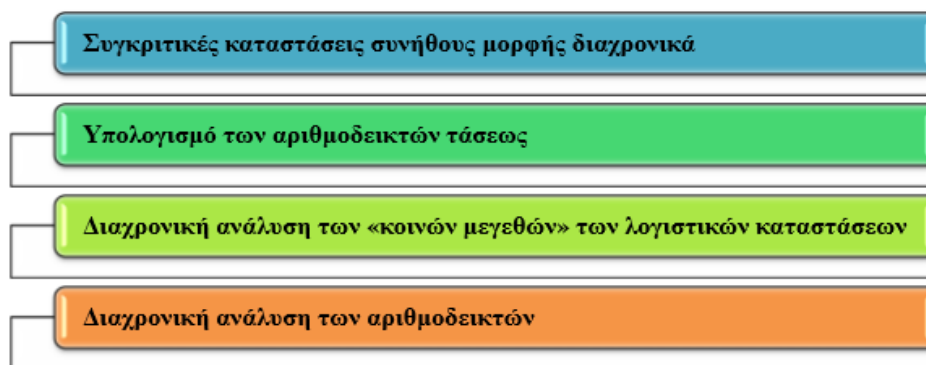 Συγκριτικές καταστάσεις συνήθους μορφής διαχρονικά
Υπολογισμό των αριθμοδεικτών τάσεως
Διαχρονική ανάλυση των «κοινών μεγεθών» των λογιστικών καταστάσεων
Διαχρονική ανάλυση των αριθμοδεικτών